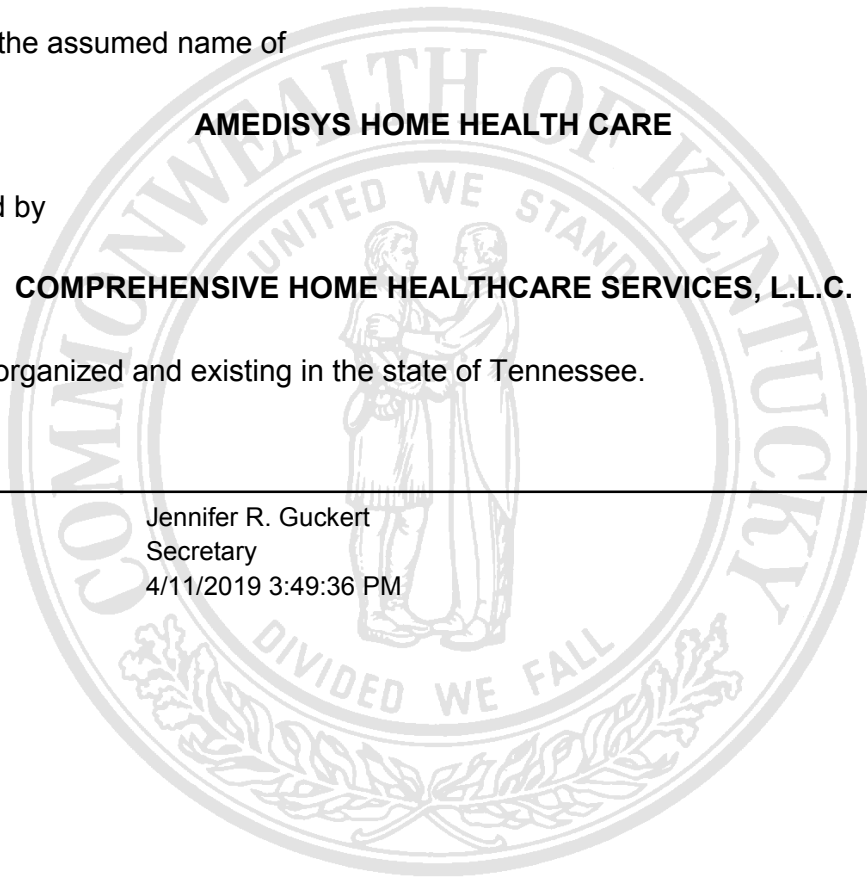 the assumed name of
AMEDISYS HOME HEALTH CARE
d by
COMPREHENSIVE HOME HEALTHCARE SERVICES, L.L.C.
organized and existing in the state of Tennessee.
Jennifer R. Guckert
Secretary
4/11/2019 3:49:36 PM
COMMONWEALTH OF KENTUCKY
UNITED WE STAND
DIVIDED WE FALL